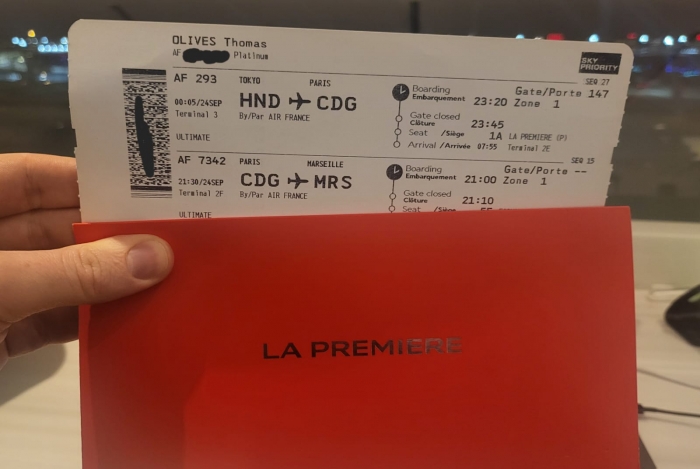 OLIVES Thomas
AF Platinum
SKY PRIORITY
SEQ 27
AF 293 TOKYO PARIS
HND CDG
By/Par AIR FRANCE
00:05/24SEP
Terminal 3
ULTIMATE
Boarding Gate/Porte 147
Embarquement 23:20 Zone 1
Gate closed
Clôture 23:45
Seat /Siège 1A LA PREMIERE (P)
Arrival /Arrivée 07:55 Terminal 2E
SEQ 15
AF 7342 PARIS MARSEILLE
CDG MRS
By/Par AIR FRANCE
21:30/24SEP
Terminal 2F
ULTIMATE
Boarding Gate/Porte --
Embarquement 21:00 Zone 1
Gate closed
Clôture 21:10
Seat /Siège
LA PREMIERE